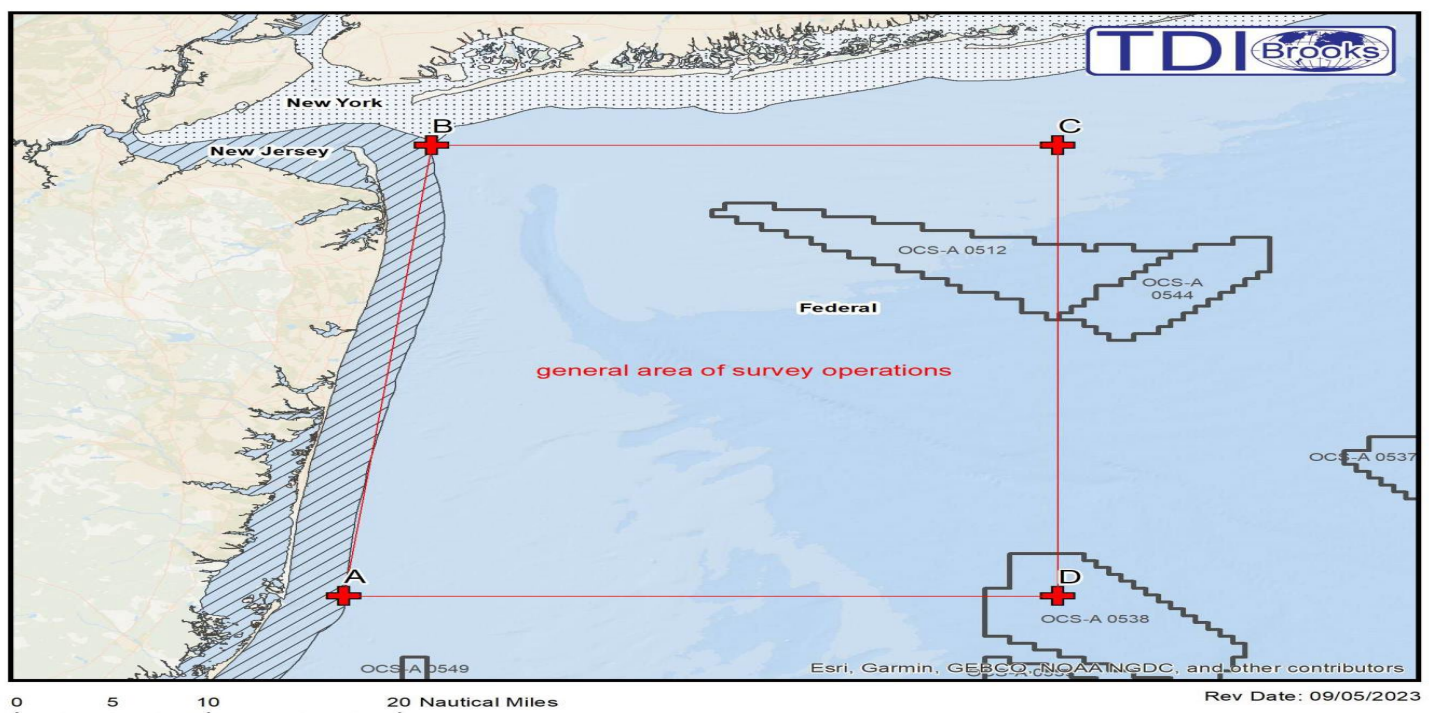 TDI Brooks
New York
B
C
New Jersey
OCS-A 0512
OCS-A
0544
Federal
general area of survey operations
OCS-A 0537
A
D
OCS-A 0538
OCS-A 0549
Esri, Garmin, GEBCO, NOAA NGDC, and other contributors
0 5 10 20 Nautical Miles
Rev Date: 09/05/2023